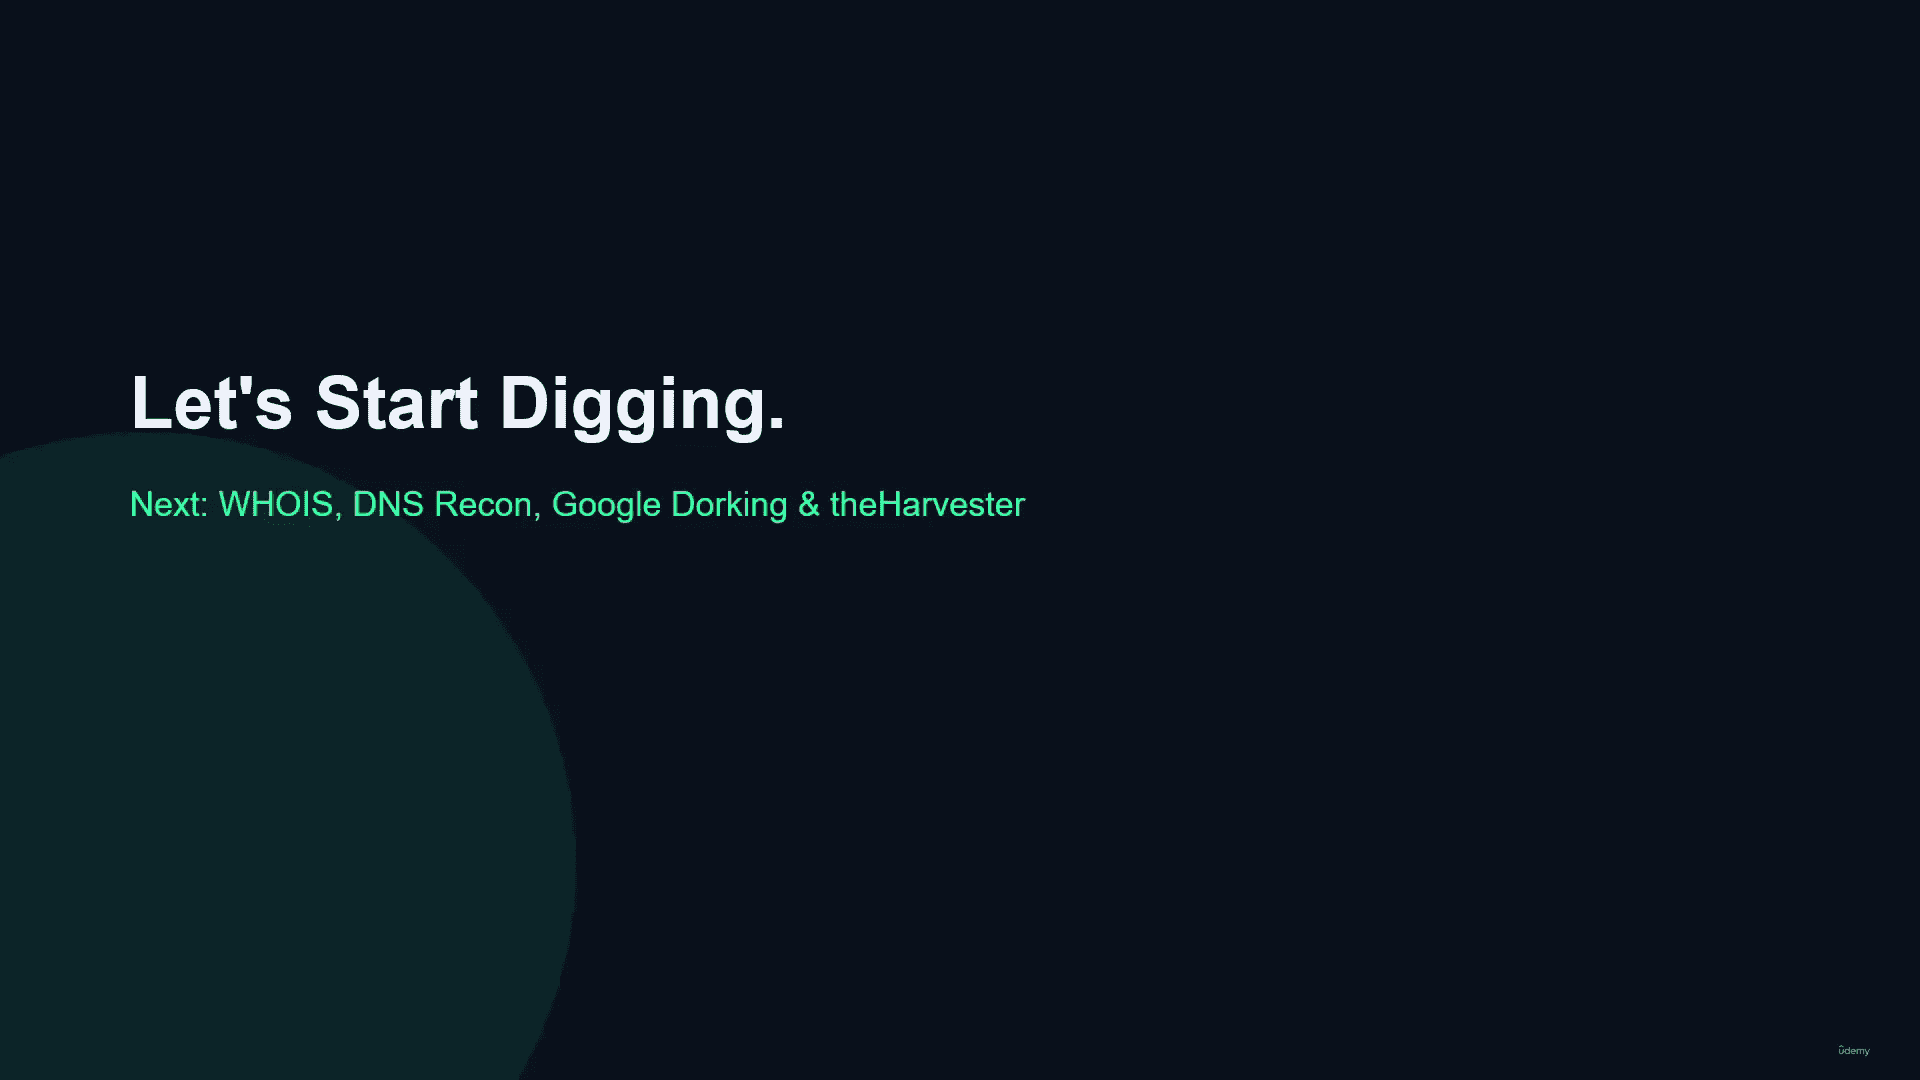 Let's Start Digging.
Next: WHOIS, DNS Recon, Google Dorking & theHarvester
ûdemy